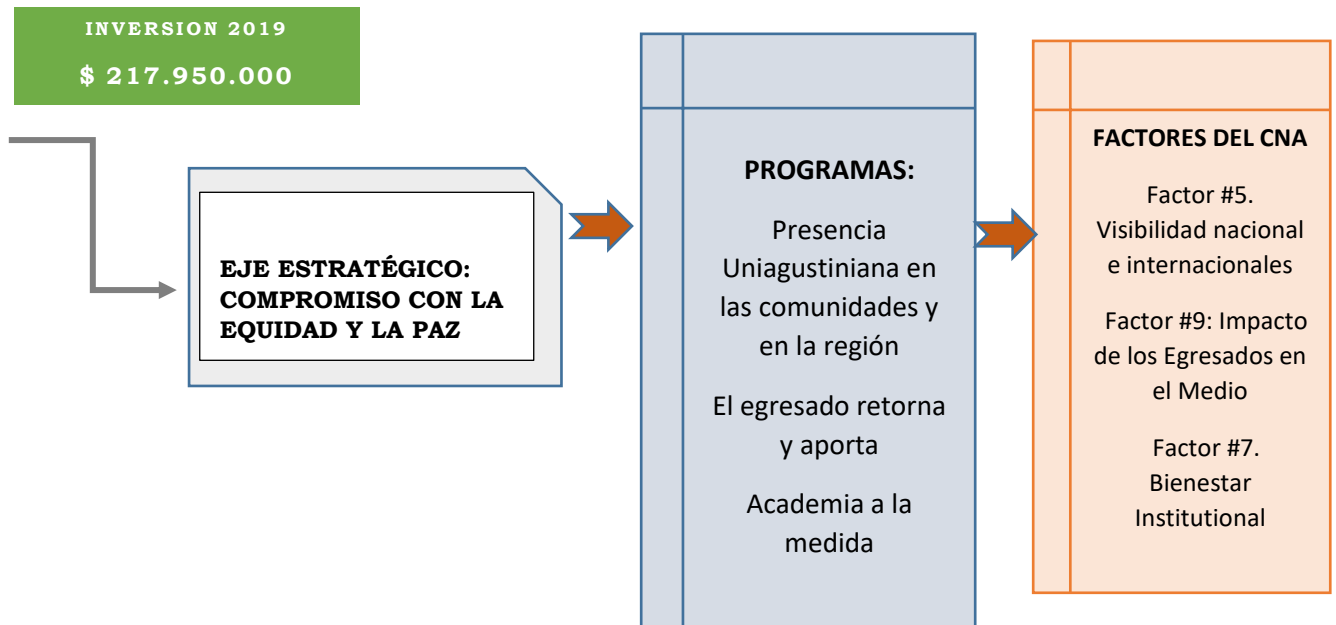 INVERSION 2019
$ 217.950.000
EJE ESTRATÉGICO:
COMPROMISO CON LA
EQUIDAD Y LA PAZ
PROGRAMAS:
Presencia
Uniagustiniana en
las comunidades y
en la región
El egresado retorna
y aporta
Academia a la
medida
FACTORES DEL CNA
Factor #5.
Visibilidad nacional
e internacionales
Factor #9: Impacto
de los Egresados en
el Medio
Factor #7.
Bienestar
Institutional